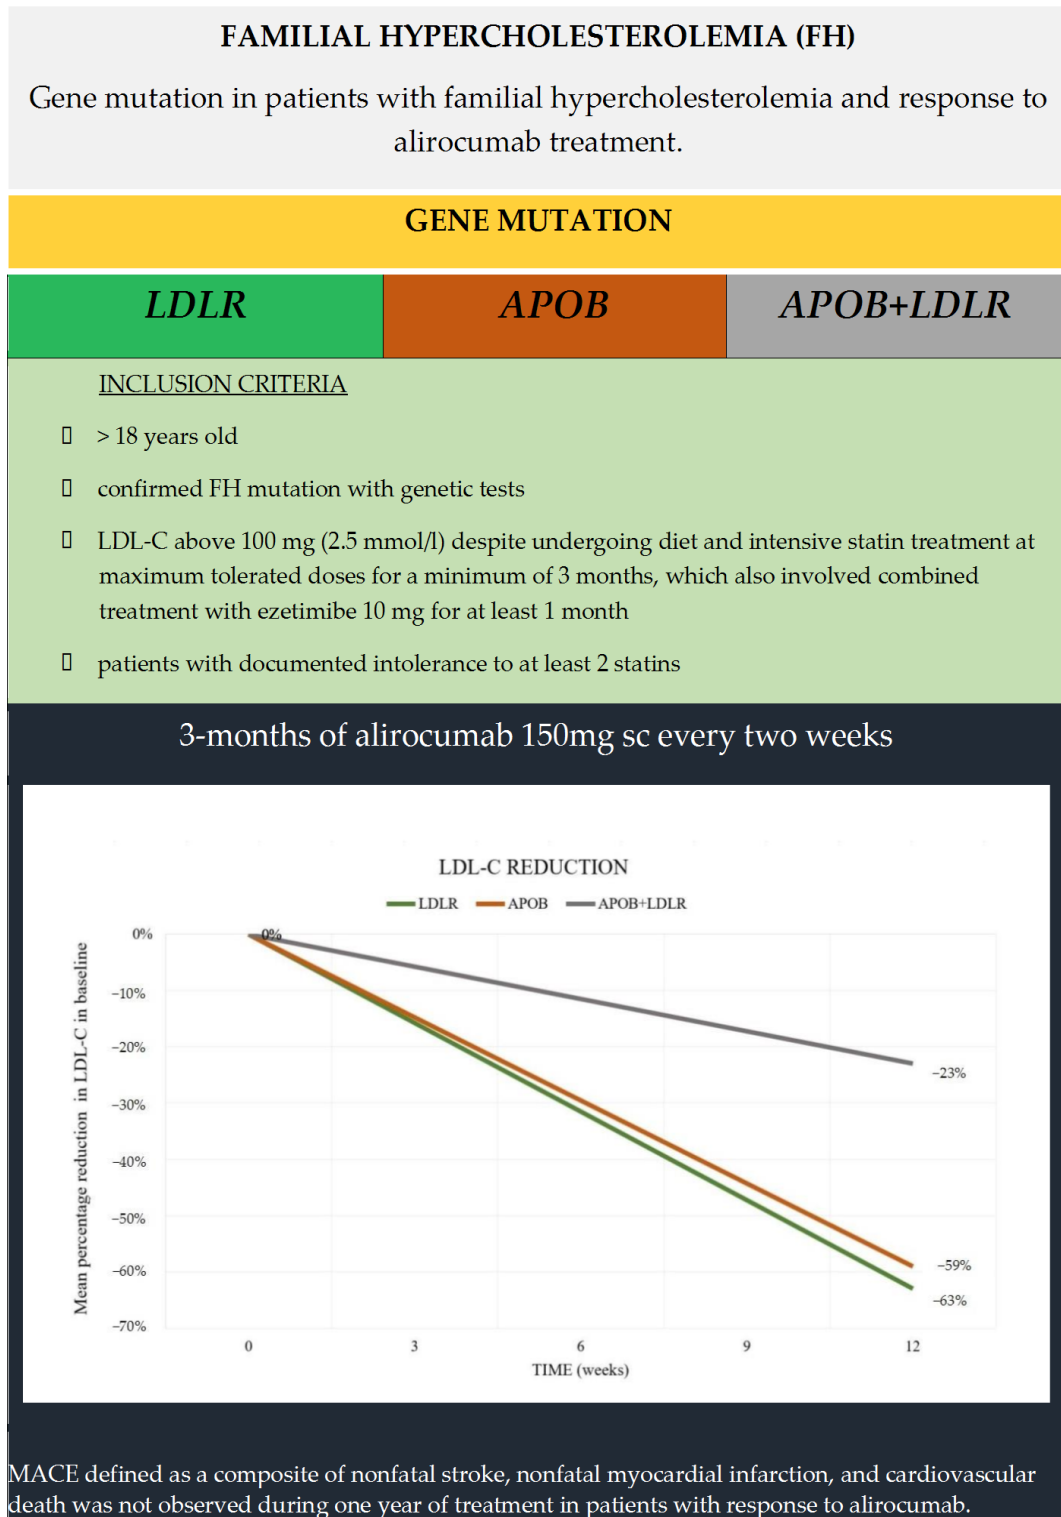 FAMILIAL HYPERCHOLESTEROLEMIA (FH)
Gene mutation in patients with familial hypercholesterolemia and response to
alirocumab treatment.
GENE MUTATION
LDLR
APOB
APOB+LDLR
INCLUSION CRITERIA
> 18 years old
confirmed FH mutation with genetic tests
LDL-C above 100 mg (2.5 mmol/l) despite undergoing diet and intensive statin treatment at
maximum tolerated doses for a minimum of 3 months, which also involved combined
treatment with ezetimibe 10 mg for at least 1 month
patients with documented intolerance to at least 2 statins
3-months of alirocumab 150mg sc every two weeks
LDL-C REDUCTION
LDLR APOB APOB+LDLR
Mean percentage reduction in LDL-C in baseline
0%
−10%
−20%
−30%
−40%
−50%
−60%
−70%
0%
−23%
−59%
−63%
0 3 6 9 12
TIME (weeks)
MACE defined as a composite of nonfatal stroke, nonfatal myocardial infarction, and cardiovascular
death was not observed during one year of treatment in patients with response to alirocumab.